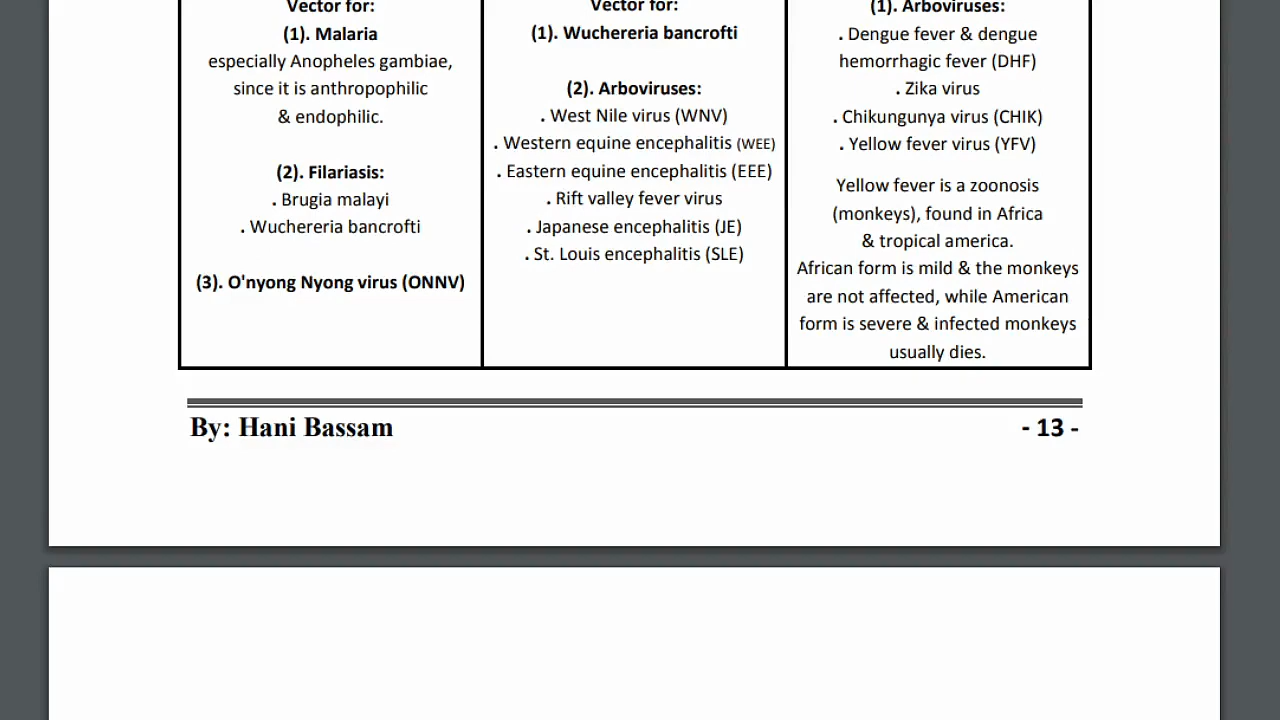 Vector for:
(1). Malaria
especially Anopheles gambiae,
since it is anthropophilic
& endophilic.
(2). Filariasis:
. Brugia malayi
. Wuchereria bancrofti
(3). O'nyong Nyong virus (ONNV)
Vector for:
(1). Wuchereria bancrofti
(2). Arboviruses:
. West Nile virus (WNV)
. Western equine encephalitis (WEE)
. Eastern equine encephalitis (EEE)
. Rift valley fever virus
. Japanese encephalitis (JE)
. St. Louis encephalitis (SLE)
(1). Arboviruses:
. Dengue fever & dengue
hemorrhagic fever (DHF)
. Zika virus
. Chikungunya virus (CHIK)
. Yellow fever virus (YFV)
Yellow fever is a zoonosis
(monkeys), found in Africa
& tropical america.
African form is mild & the monkeys
are not affected, while American
form is severe & infected monkeys
usually dies.
By: Hani Bassam
- 13 -